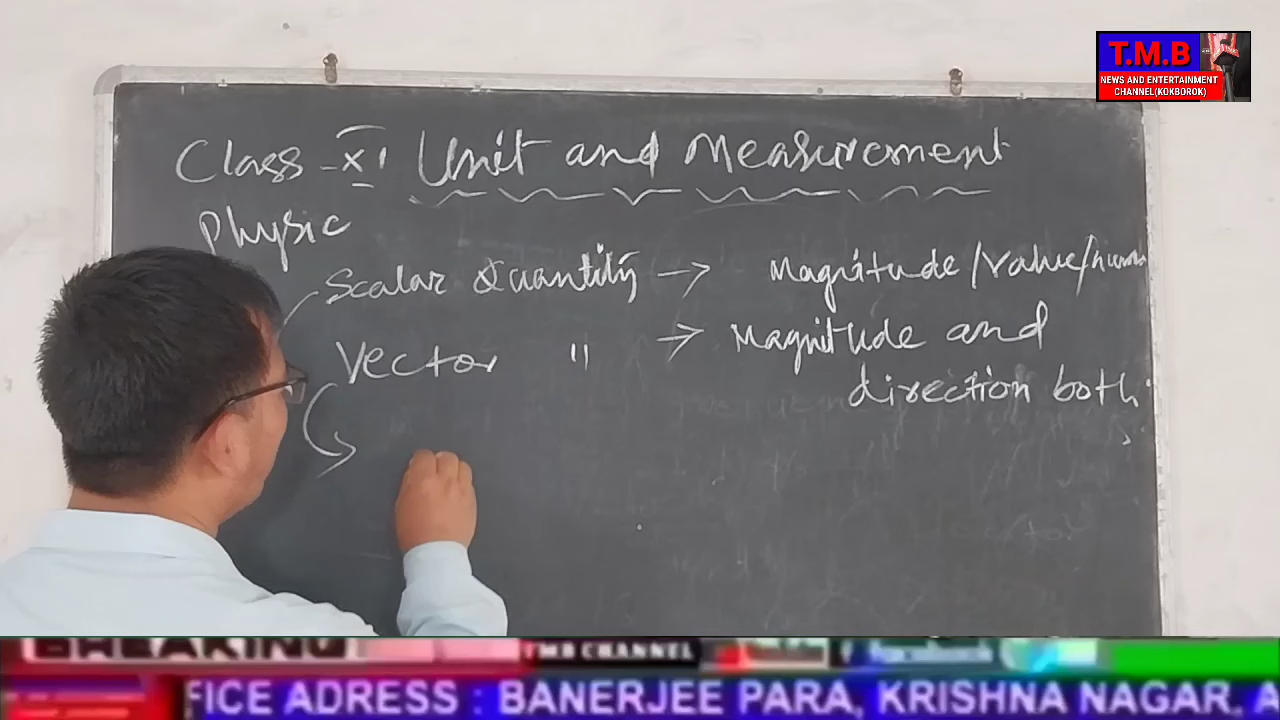 T.M.B
NEWS AND ENTERTAINMENT
CHANNEL(KOKBOROK)
Class - XI Unit and Measurement
Physic
Scalar Quantity → Magnitude/Value/num
Vector " → Magnitude and
direction both
BREAKING
TMB CHANNEL
facebook
FICE ADRESS : BANERJEE PARA, KRISHNA NAGAR. A